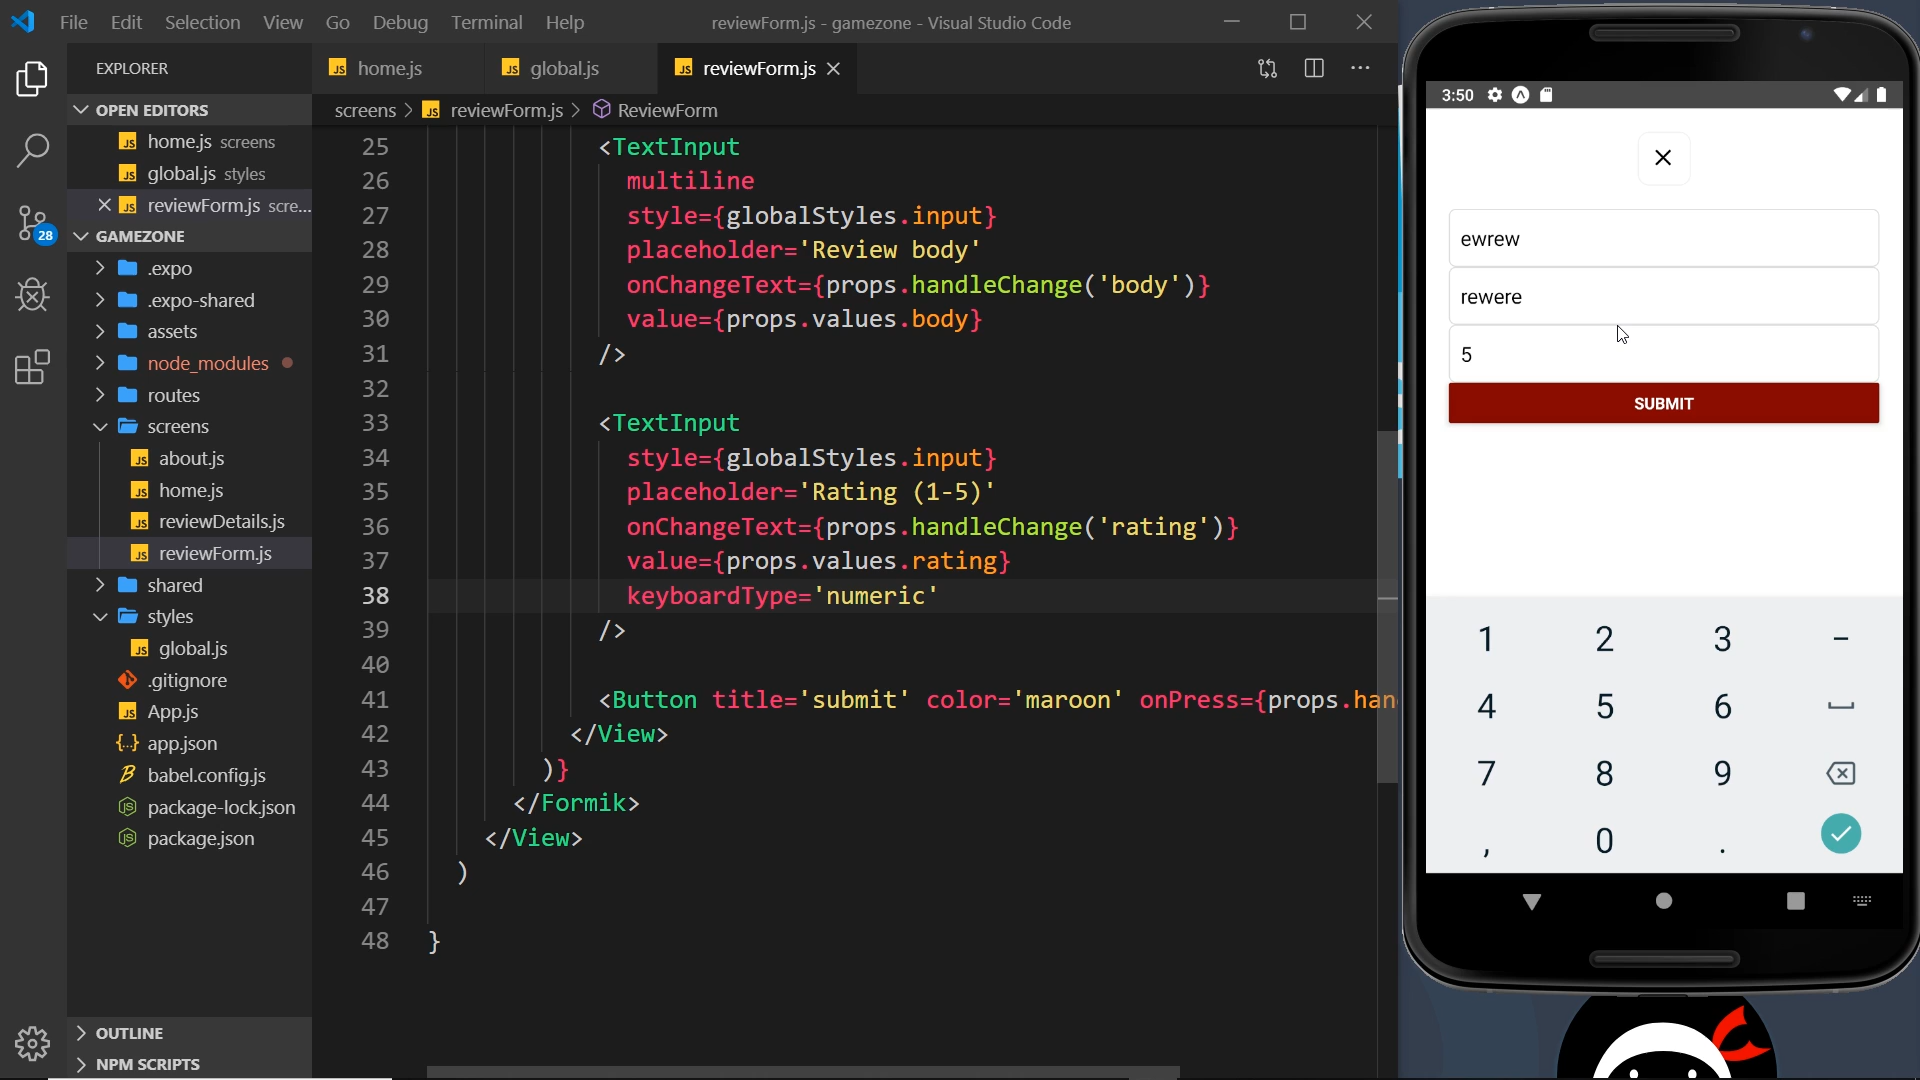 File Edit Selection View Go Debug Terminal Help
reviewForm.js - gamezone - Visual Studio Code
EXPLORER
OPEN EDITORS
home.js screens
global.js styles
reviewForm.js scre...
GAMEZONE
.expo
.expo-shared
assets
node_modules
routes
screens
about.js
home.js
reviewDetails.js
reviewForm.js
shared
styles
global.js
.gitignore
App.js
app.json
babel.config.js
package-lock.json
package.json
OUTLINE
NPM SCRIPTS
28
home.js
global.js
reviewForm.js
screens > reviewForm.js > ReviewForm
25 <TextInput
26 multiline
27 style={globalStyles.input}
28 placeholder='Review body'
29 onChangeText={props.handleChange('body')}
30 value={props.values.body}
31 />
32
33 <TextInput
34 style={globalStyles.input}
35 placeholder='Rating (1-5)'
36 onChangeText={props.handleChange('rating')}
37 value={props.values.rating}
38 keyboardType='numeric'
39 />
40
41 <Button title='submit' color='maroon' onPress={props.han
42 </View>
43 )}
44 </Formik>
45 </View>
46 )
47
48 }
3:50
ewrew
rewere
5
SUBMIT
1 2 3 -
4 5 6
7 8 9
, 0 .